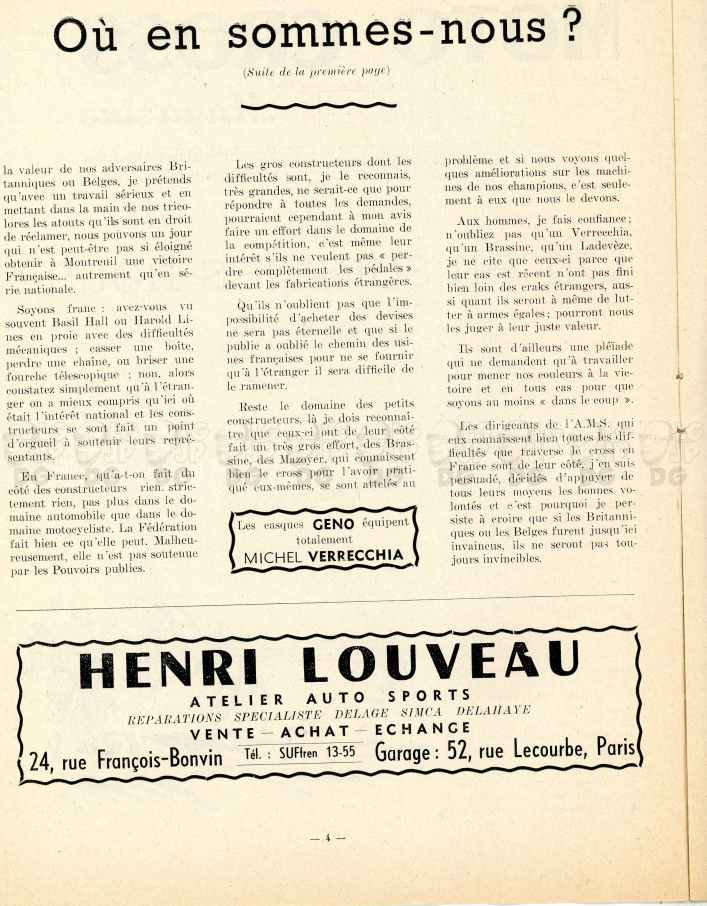 Où en sommes-nous ?
(Suite de la première page)
la valeur de nos adversaires Bri-
tanniques ou Belges, je prétends
qu'avec un travail sérieux et en
mettant dans la main de nos trico-
lores les atouts qu'ils sont en droit
de réclamer, nous pouvons un jour
qui n'est peut-être pas si éloigné
obtenir à Montreuil une victoire
Française... autrement qu'en sé-
rie nationale.
Soyons franc : avez-vous vu
souvent Basil Hall ou Harold Li-
nes en proie avec des difficultés
mécaniques ; casser une boîte,
perdre une chaîne, ou briser une
fourche télescopique ; non, alors
constatez simplement qu'à l'étran-
ger on a mieux compris qu'ici où
était l'intérêt national et les cons-
tructeurs se sont fait un point
d'orgueil à soutenir leurs repré-
sentants.
En France, qu'a-t-on fait du
côté des constructeurs rien. stric-
tement rien, pas plus dans le do-
maine automobile que dans le do-
maine motocycliste. La Fédération
fait bien ce qu'elle peut. Malheu-
reusement, elle n'est pas soutenue
par les Pouvoirs publics.
Les gros constructeurs dont les
difficultés sont, je le reconnais,
très grandes, ne serait-ce que pour
répondre à toutes les demandes,
pourraient cependant à mon avis
faire un effort dans le domaine de
la compétition, c'est même leur
intérêt s'ils ne veulent pas « per-
dre complètement les pédales »
devant les fabrications étrangères.
Qu'ils n'oublient pas que l'im-
possibilité d'acheter des devises
ne sera pas éternelle et que si le
public a oublié le chemin des usi-
nes françaises pour ne se fournir
qu'à l'étranger il sera difficile de
le ramener.
Reste le domaine des petits
constructeurs, là je dois reconnaî-
tre que ceux-ci ont de leur côté
fait un très gros effort, des Bras-
sine, des Mazoyer, qui connaissent
bien le cross pour l'avoir prati-
qué eux-mêmes, se sont attelés au
Les casques GENO équipent
totalement
MICHEL VERRECCHIA
problème et si nous voyons quel-
ques améliorations sur les machi-
nes de nos champions, c'est seule-
ment à eux que nous le devons.
Aux hommes, je fais confiance ;
n'oubliez pas qu'un Verrecchia,
qu'un Brassine, qu'un Ladevèze,
je ne cite que ceux-ci parce que
leur cas est récent n'ont pas fini
bien loin des craks étrangers, aus-
si quant ils seront à même de lut-
ter à armes égales ; pourront nous
les juger à leur juste valeur.
Ils sont d'ailleurs une pléïade
qui ne demandent qu'à travailler
pour mener nos couleurs à la vic-
toire et en tous cas pour que
soyons au moins « dans le coup ».
Les dirigeants de l'A.M.S. qui
eux connaissent bien toutes les dif-
ficultés que traverse le cross en
France sont de leur côté, j'en suis
persuadé, décidés d'appuyer de
tous leurs moyens les bonnes vo-
lontés et c'est pourquoi je per-
siste à croire que si les Britanni-
ques ou les Belges furent jusqu'ici
invaincus, ils ne seront pas tou-
jours invincibles.
HENRI LOUVEAU
ATELIER AUTO SPORTS
REPARATIONS SPECIALISTE DELAGE SIMCA DELAHAYE
VENTE — ACHAT — ECHANGE
24, rue François-Bonvin Tél. : SUFfren 13-55 Garage : 52, rue Lecourbe, Paris
— 4 —